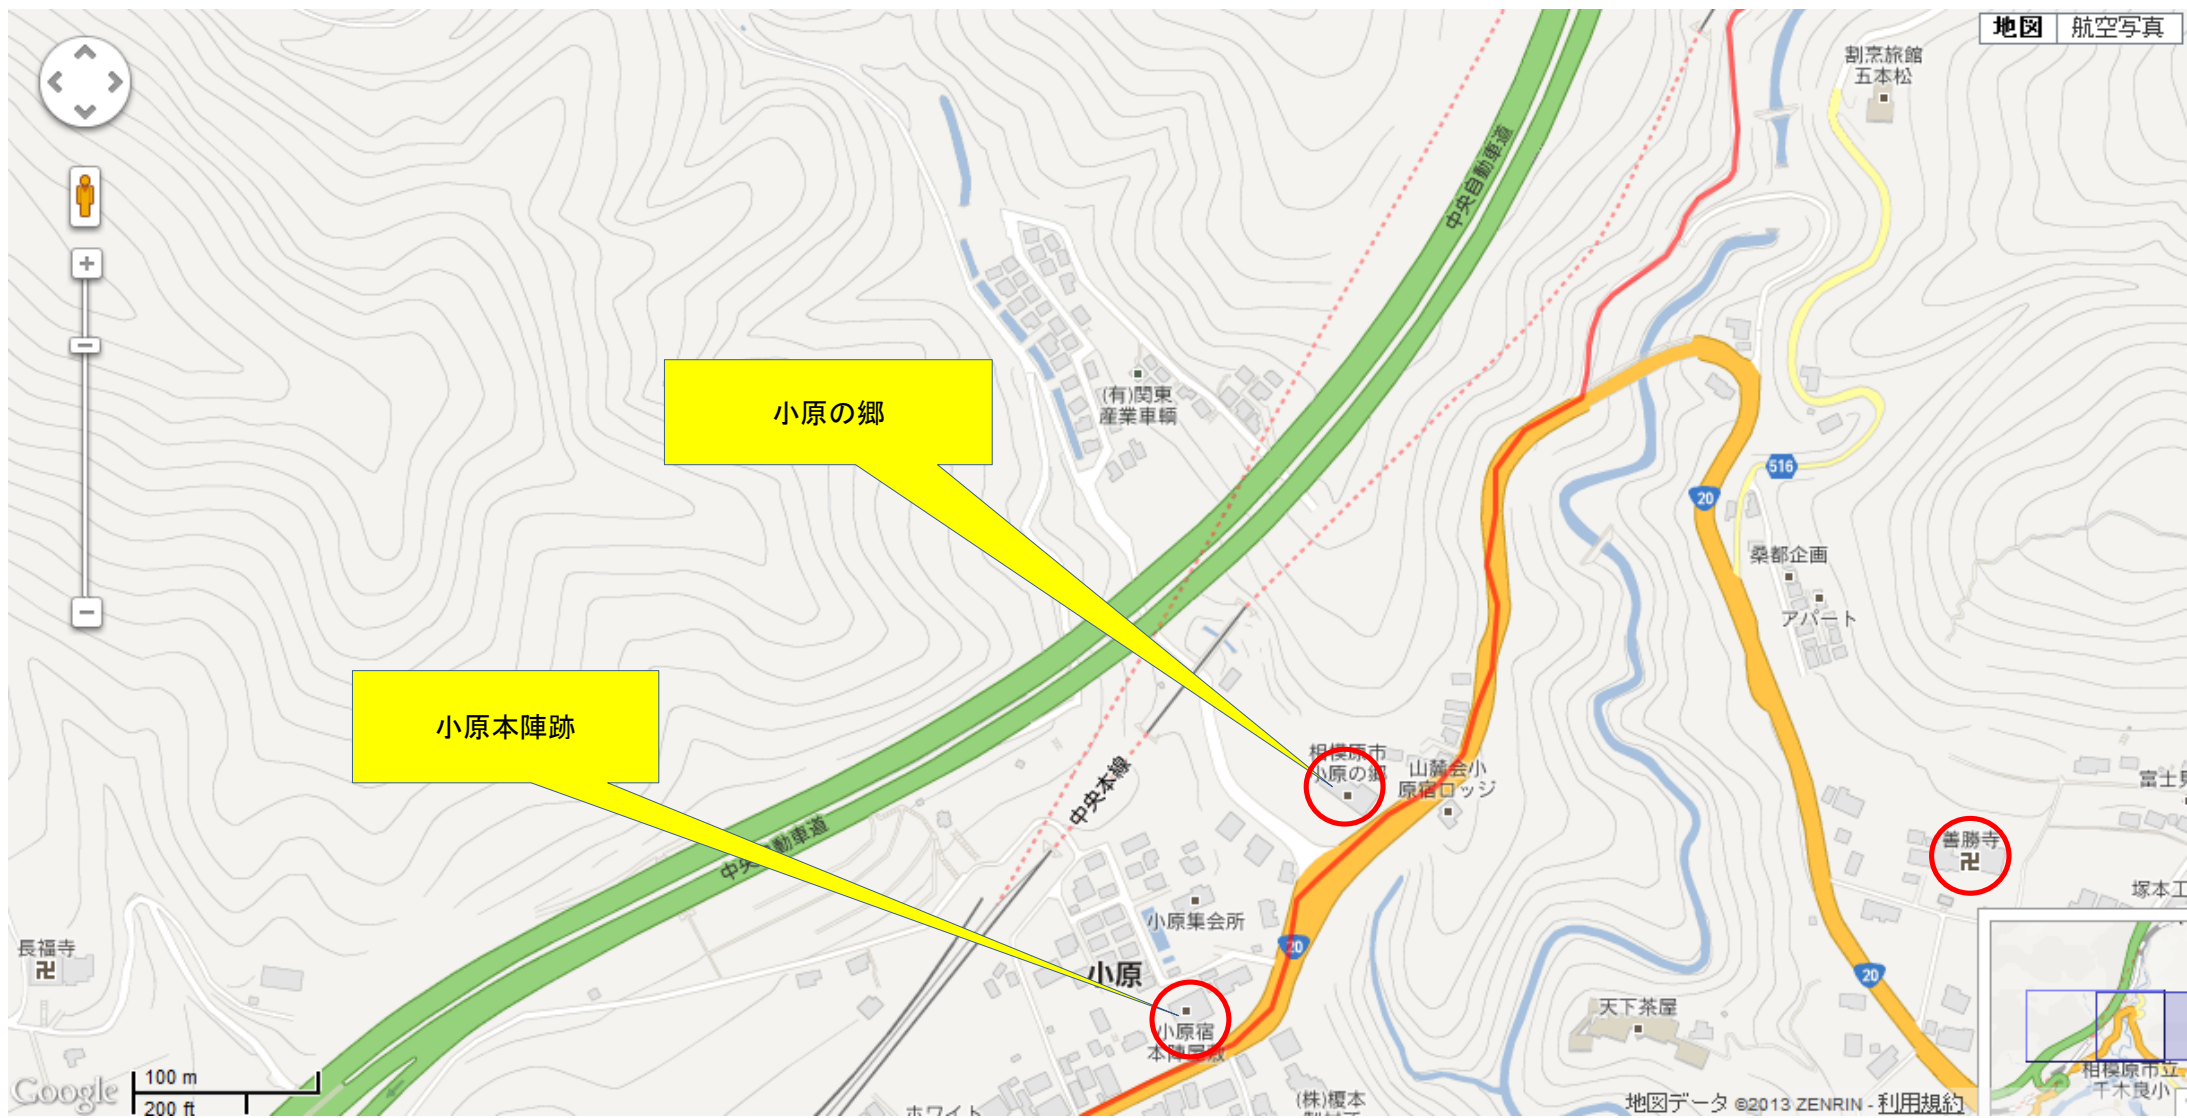 地図 航空写真
割烹旅館
五本松
中央自動車道
(有)関東
産業車輌
小原の郷
516
20
桑都企画
アパート
小原本陣跡
相模原市
小原の郷
山麓会小
原宿ロッジ
中央本線
富士見
善勝寺
中央自動車道
塚本工
小原集会所
長福寺
20
小原
20
天下茶屋
小原宿
本陣屋敷
相模原市立
千木良小
Google
100 m
200 ft
(株)榎本
ホワイト
地図データ ©2013 ZENRIN - 利用規約